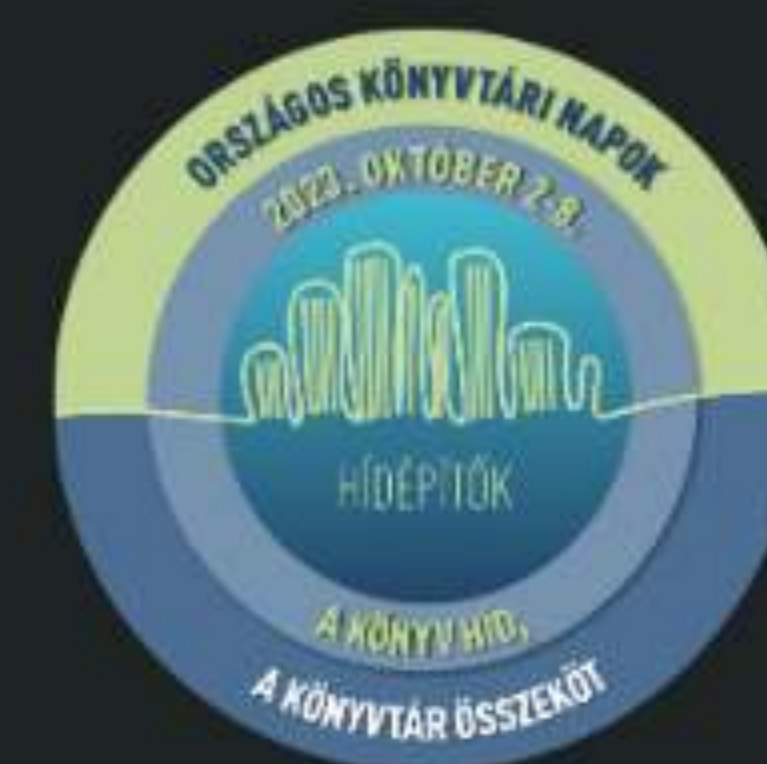 ORSZÁGOS KÖNYVTÁRI NAPOK
2023. OKTÓBER 2-8.
HÍDÉPÍTŐK
A KÖNYV HÍD,
A KÖNYVTÁR ÖSSZEKÖT